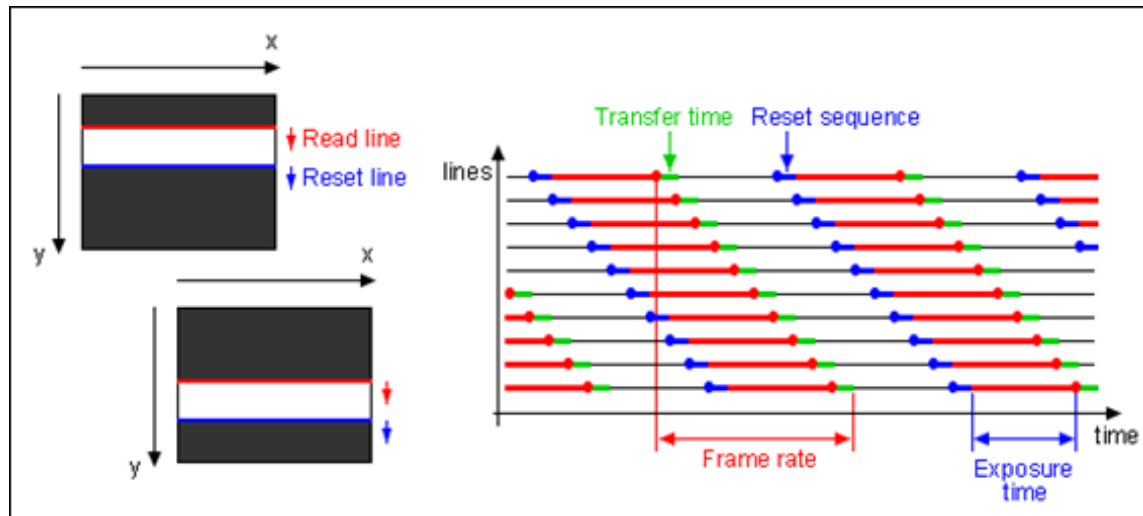 x
Read line
Reset line
y
x
y
Transfer time
Reset sequence
lines
time
Frame rate
Exposure
time